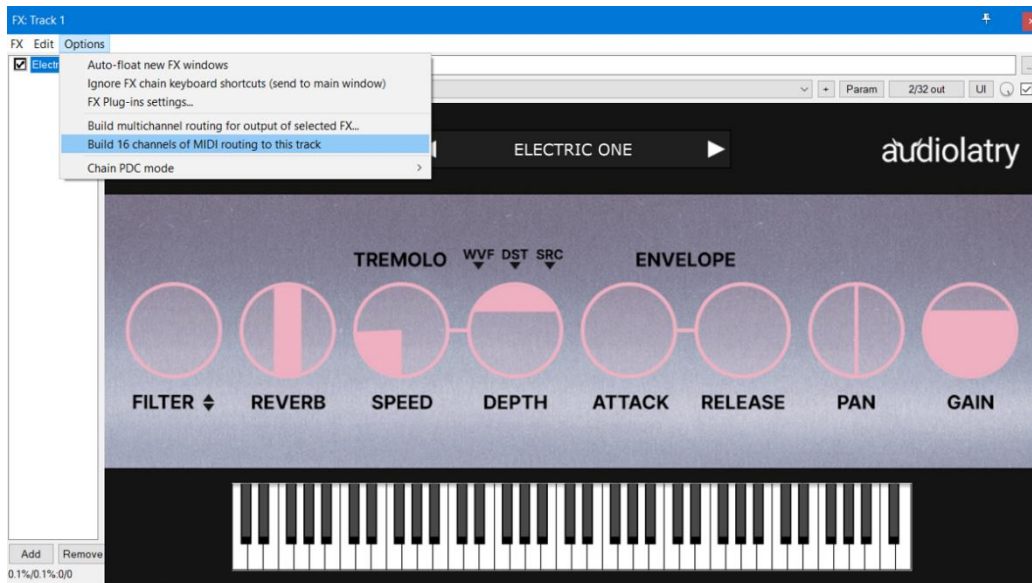 FX: Track 1
FX Edit Options
Electr
Auto-float new FX windows
Ignore FX chain keyboard shortcuts (send to main window)
FX Plug-ins settings...
Build multichannel routing for output of selected FX...
Build 16 channels of MIDI routing to this track
Chain PDC mode
+ Param 2/32 out UI
ELECTRIC ONE
audiolatry
TREMOLO WVF DST SRC ENVELOPE
FILTER REVERB SPEED DEPTH ATTACK RELEASE PAN GAIN
Add Remove
0.1%/0.1%:0/0